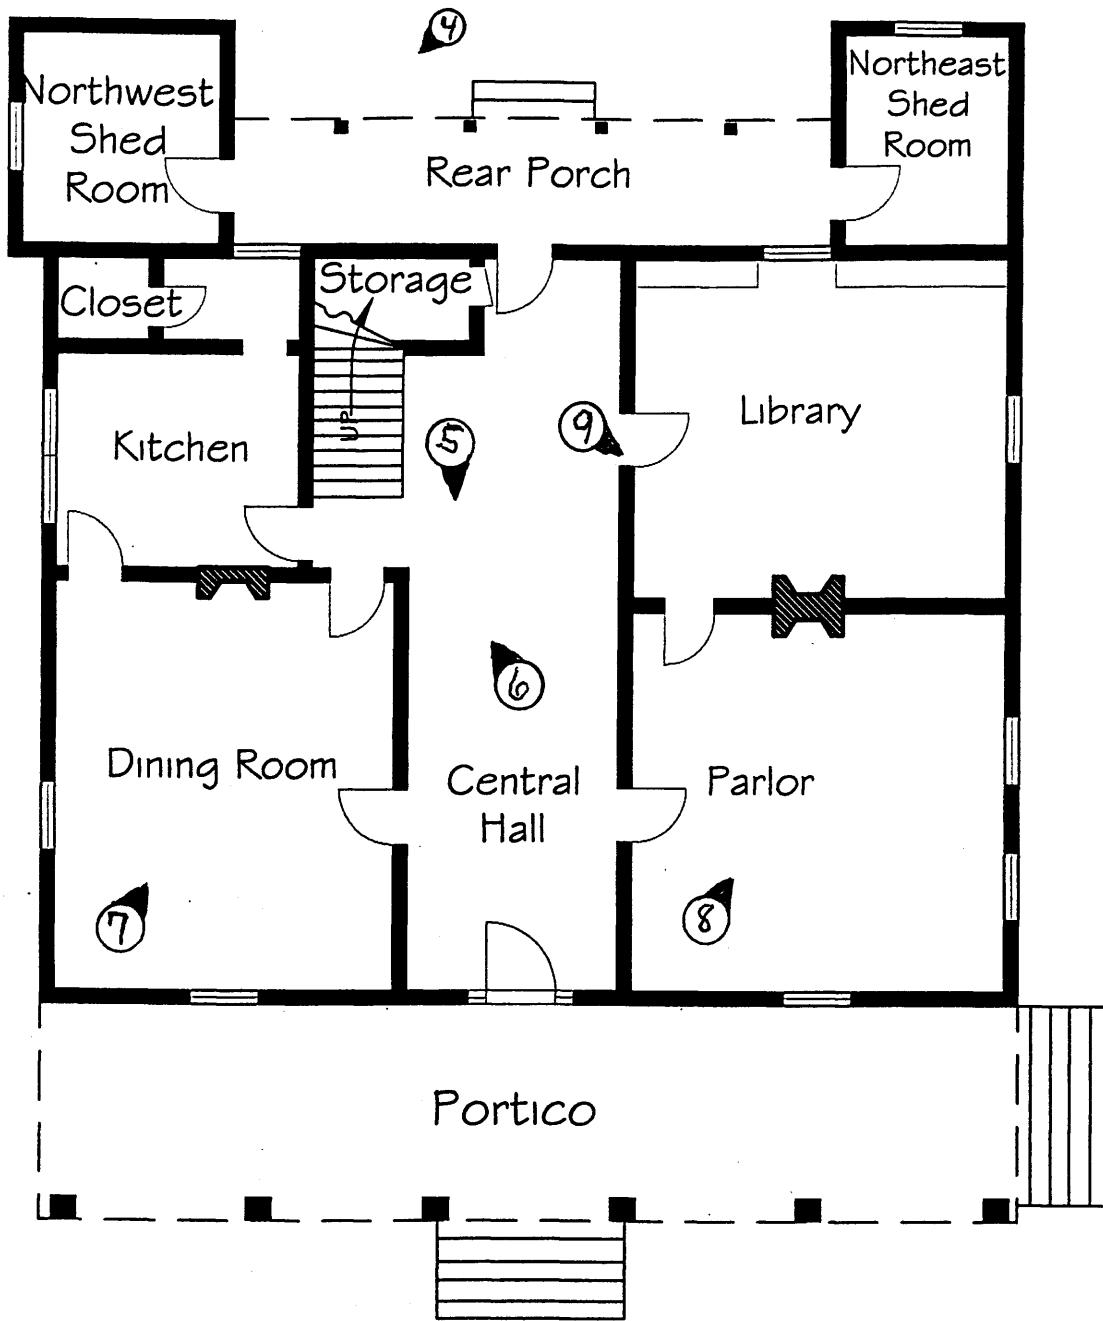 4
Northwest
Shed
Room
Northeast
Shed
Room
Rear Porch
Storage
Closet
UP
Kitchen
5
9
Library
6
Dining Room
Central
Hall
Parlor
7
8
Portico